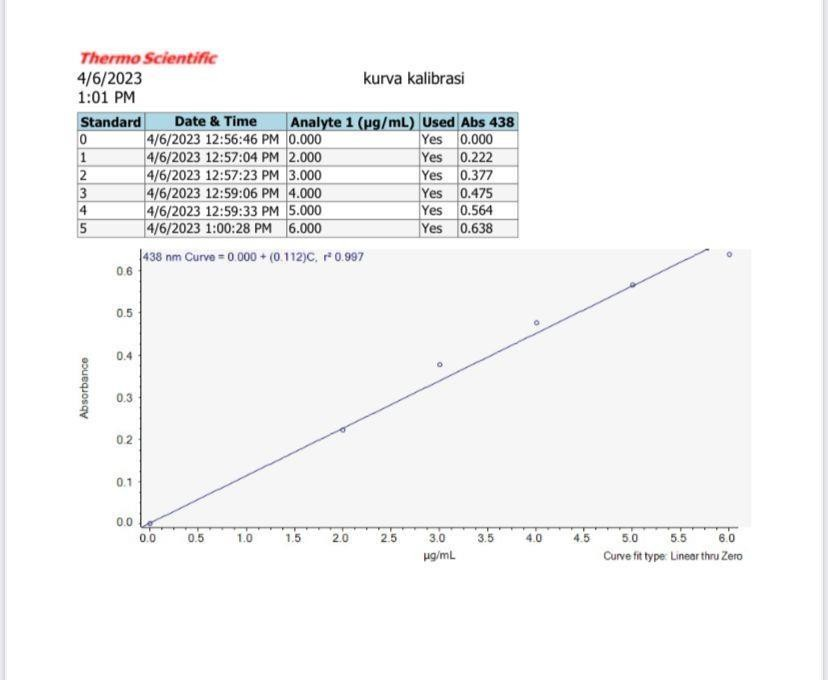 Thermo Scientific
4/6/2023
kurva kalibrasi
1:01 PM
Standard Date & Time Analyte 1 (µg/mL) Used Abs 438
0 4/6/2023 12:56:46 PM 0.000 Yes 0.000
1 4/6/2023 12:57:04 PM 2.000 Yes 0.222
2 4/6/2023 12:57:23 PM 3.000 Yes 0.377
3 4/6/2023 12:59:06 PM 4.000 Yes 0.475
4 4/6/2023 12:59:33 PM 5.000 Yes 0.564
5 4/6/2023 1:00:28 PM 6.000 Yes 0.638
438 nm Curve = 0.000 + (0.112)C, r² 0.997
0.6
0.5
0.4
0.3
0.2
0.1
0.0
Absorbance
0.0 0.5 1.0 1.5 2.0 2.5 3.0 3.5 4.0 4.5 5.0 5.5 6.0
µg/mL
Curve fit type: Linear thru Zero